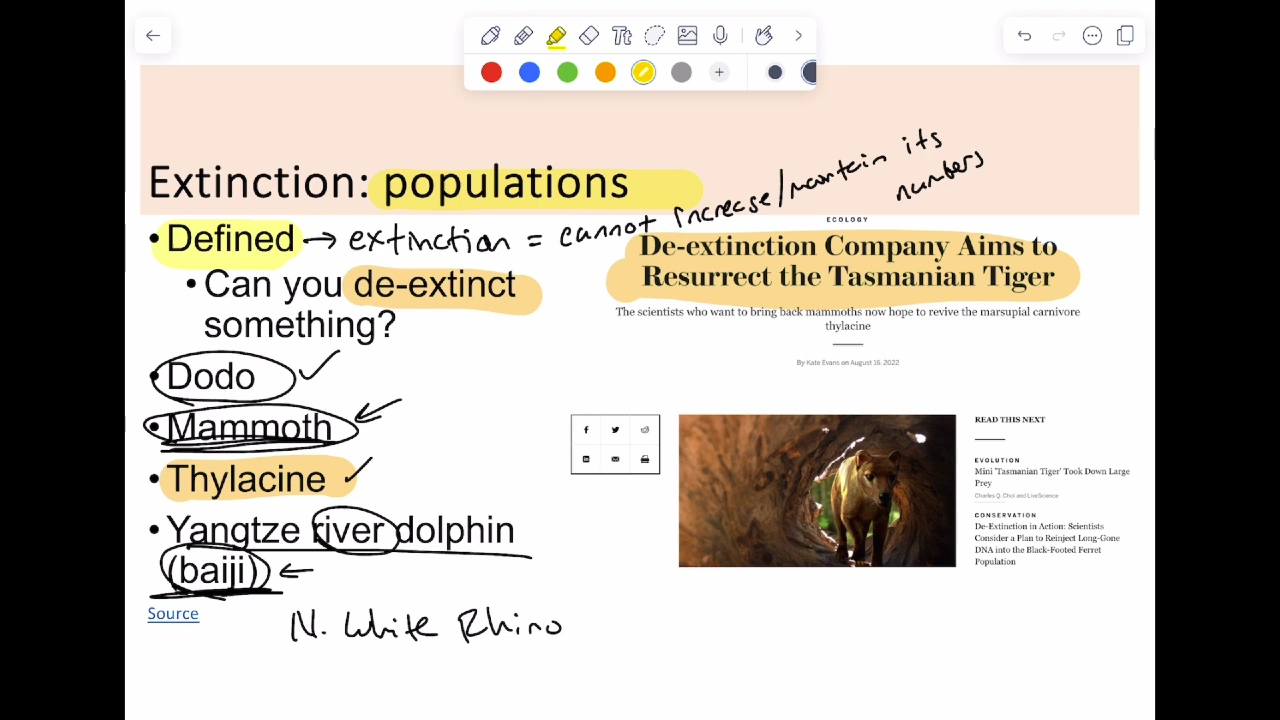 Tt
Extinction: populations
• Defined → extinction = cannot increase/maintain its
numbers
• Can you de-extinct
something?
• Dodo ✓
• Mammoth
• Thylacine ✓
• Yangtze river dolphin
(baiji) ←
Source
N. White Rhino
ECOLOGY
De-extinction Company Aims to
Resurrect the Tasmanian Tiger
The scientists who want to bring back mammoths now hope to revive the marsupial carnivore
thylacine
By Kate Evans on August 16, 2022
READ THIS NEXT
EVOLUTION
Mini 'Tasmanian Tiger' Took Down Large
Prey
Charles Q. Choi and LiveScience
CONSERVATION
De-Extinction in Action: Scientists
Consider a Plan to Reinject Long-Gone
DNA into the Black-Footed Ferret
Population